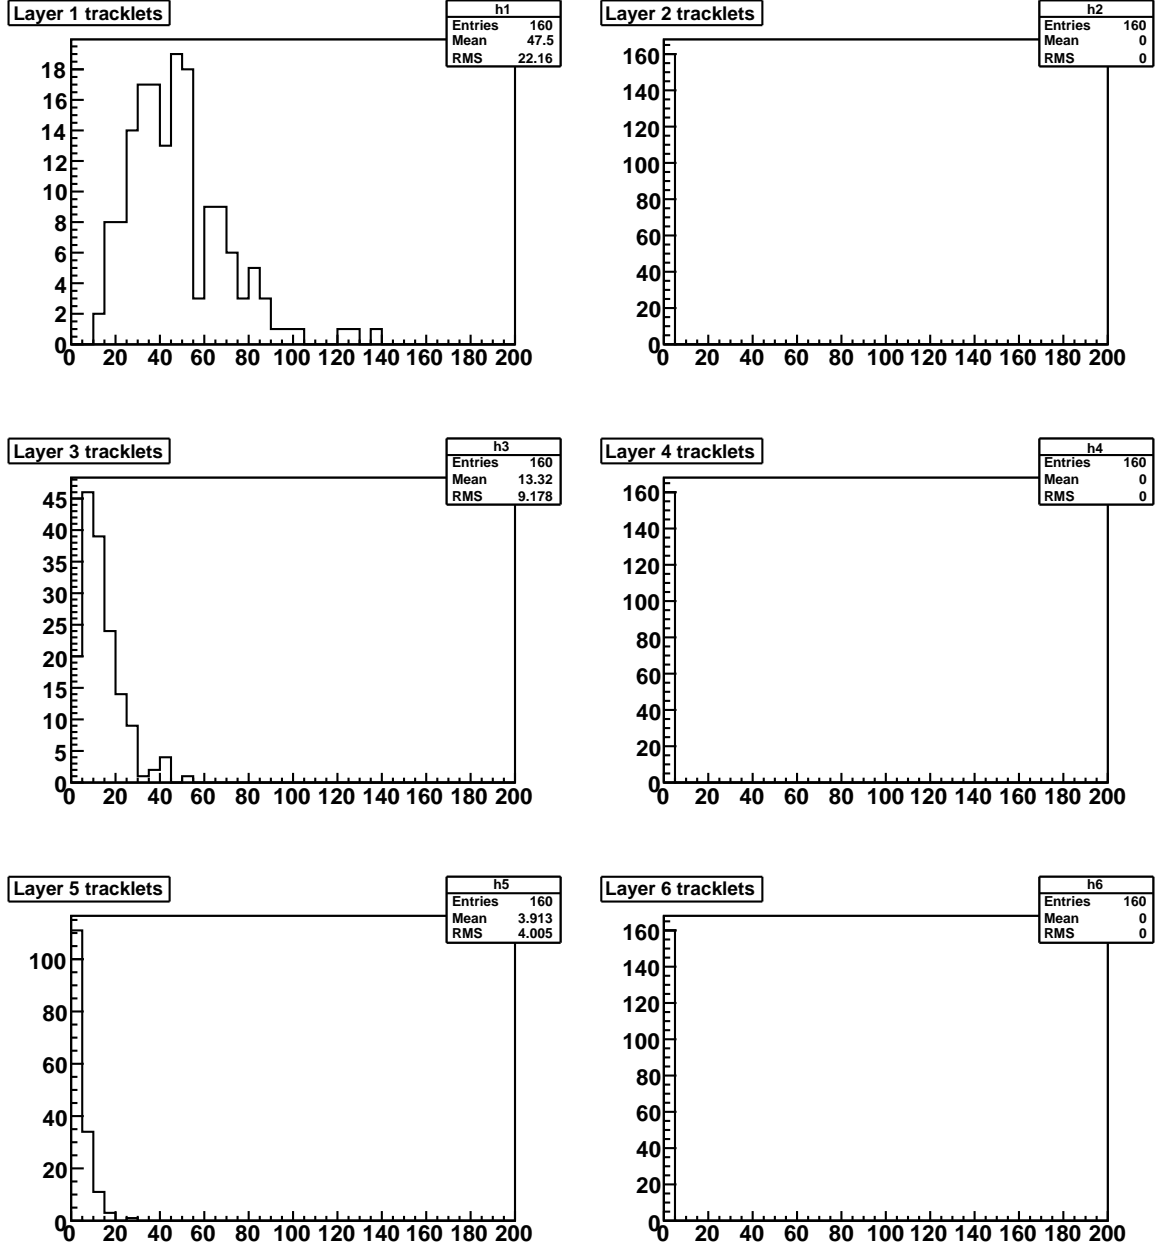 Layer 1 tracklets
h1
Entries 160
Mean 47.5
RMS 22.16
18
16
14
12
10
8
6
4
2
0
0 20 40 60 80 100 120 140 160 180 200
Layer 2 tracklets
h2
Entries 160
Mean 0
RMS 0
160
140
120
100
80
60
40
20
0
0 20 40 60 80 100 120 140 160 180 200
Layer 3 tracklets
h3
Entries 160
Mean 13.32
RMS 9.178
45
40
35
30
25
20
15
10
5
0
0 20 40 60 80 100 120 140 160 180 200
Layer 4 tracklets
h4
Entries 160
Mean 0
RMS 0
160
140
120
100
80
60
40
20
0
0 20 40 60 80 100 120 140 160 180 200
Layer 5 tracklets
h5
Entries 160
Mean 3.913
RMS 4.005
100
80
60
40
20
0
0 20 40 60 80 100 120 140 160 180 200
Layer 6 tracklets
h6
Entries 160
Mean 0
RMS 0
160
140
120
100
80
60
40
20
0
0 20 40 60 80 100 120 140 160 180 200